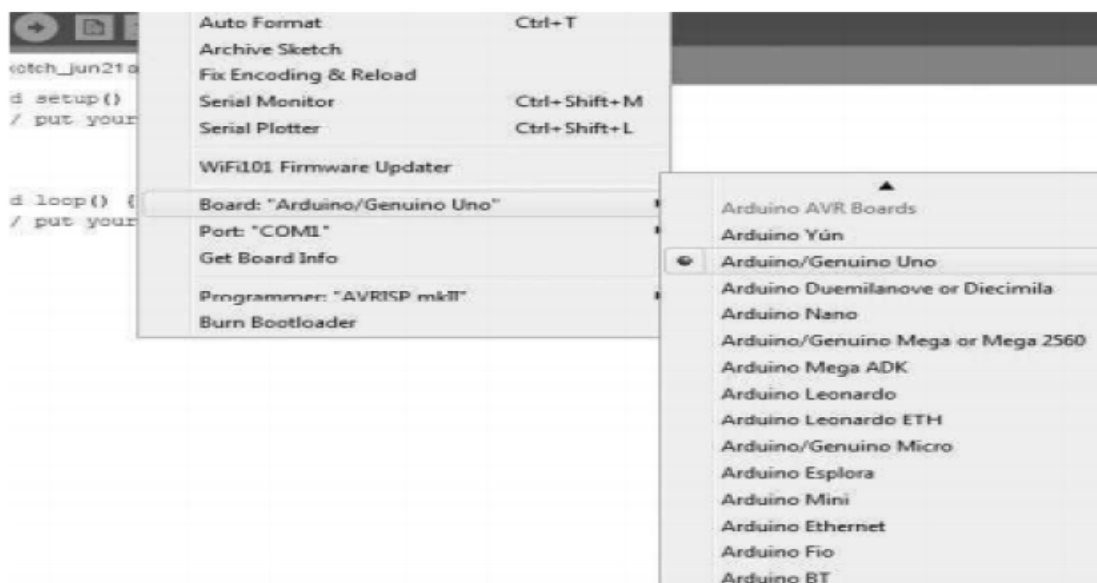 Auto Format Ctrl+T
Archive Sketch
Fix Encoding & Reload
Serial Monitor Ctrl+Shift+M
Serial Plotter Ctrl+Shift+L
WiFi101 Firmware Updater
Board: "Arduino/Genuino Uno"
Port: "COM1"
Get Board Info
Programmer: "AVRISP mkII"
Burn Bootloader
ketch_jun21a
d setup()
/ put your
d loop() {
/ put your
Arduino AVR Boards
Arduino Yún
Arduino/Genuino Uno
Arduino Duemilanove or Diecimila
Arduino Nano
Arduino/Genuino Mega or Mega 2560
Arduino Mega ADK
Arduino Leonardo
Arduino Leonardo ETH
Arduino/Genuino Micro
Arduino Esplora
Arduino Mini
Arduino Ethernet
Arduino Fio
Arduino BT